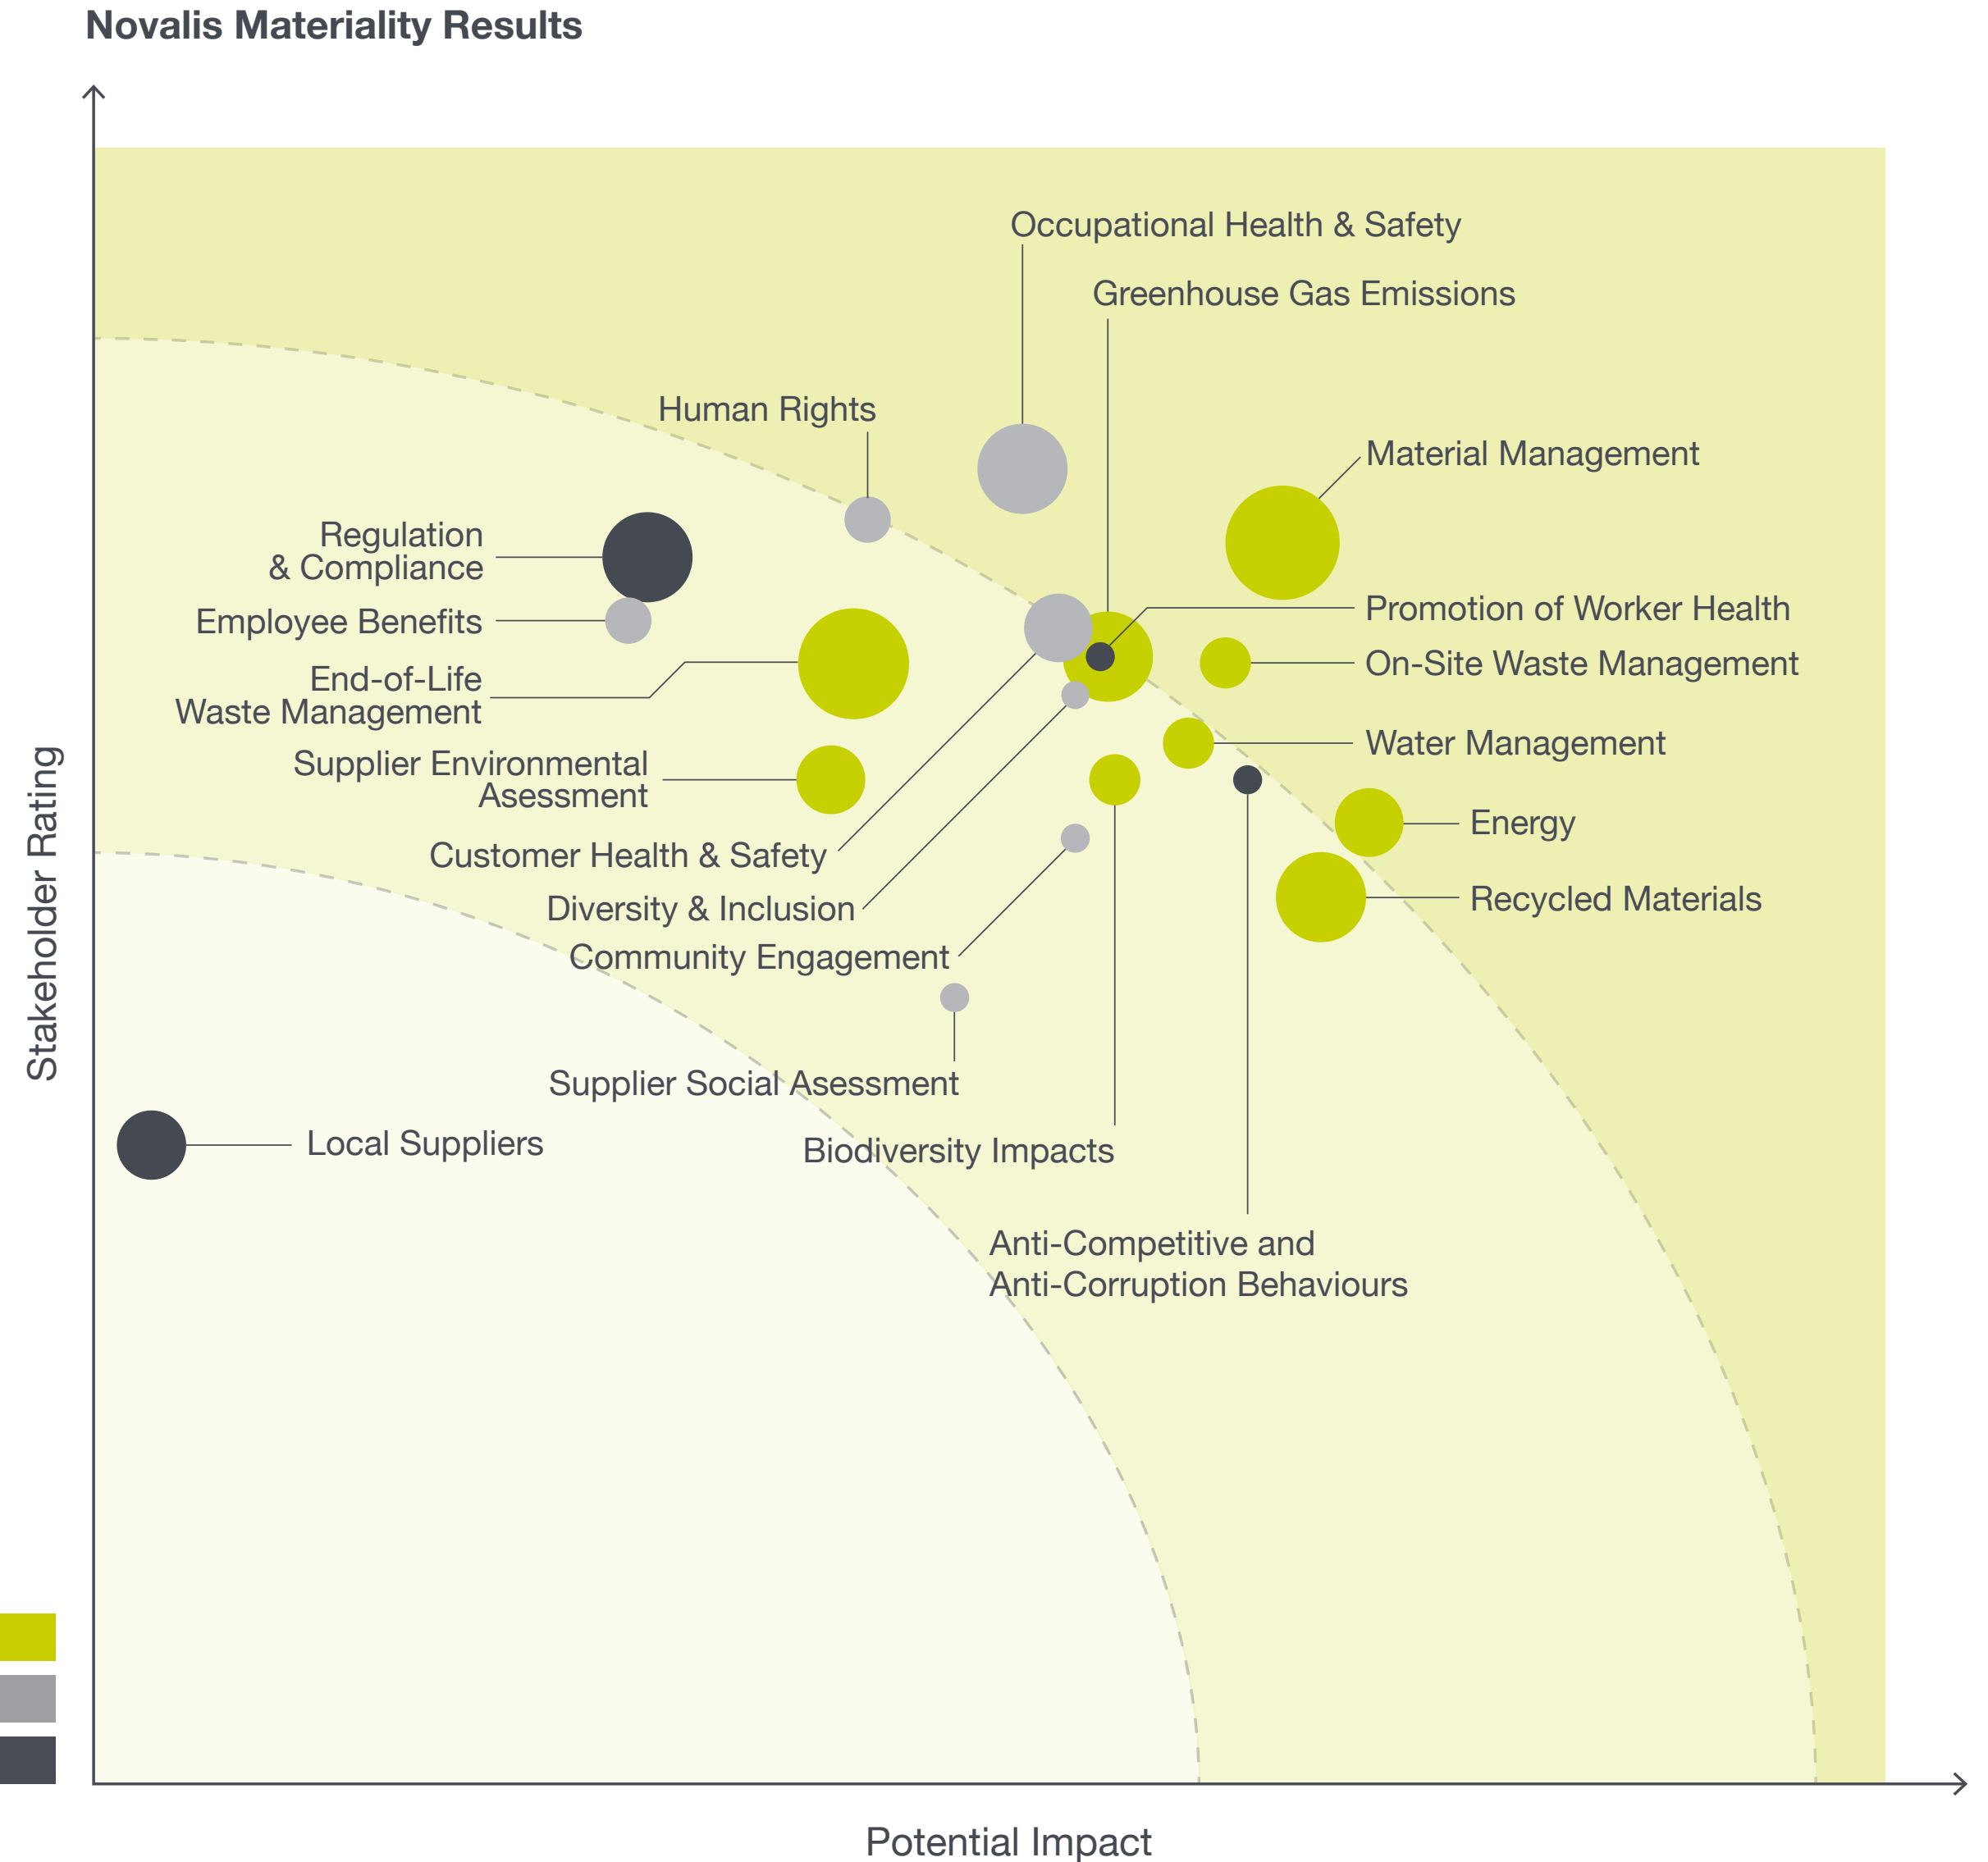 Novalis Materiality Results
Occupational Health & Safety
Greenhouse Gas Emissions
Human Rights
Material Management
Regulation
& Compliance
Promotion of Worker Health
Employee Benefits
On-Site Waste Management
End-of-Life
Waste Management
Water Management
Supplier Environmental
Asessment
Energy
Customer Health & Safety
Recycled Materials
Diversity & Inclusion
Community Engagement
Supplier Social Asessment
Local Suppliers
Biodiversity Impacts
Anti-Competitive and
Anti-Corruption Behaviours
Stakeholder Rating
Potential Impact